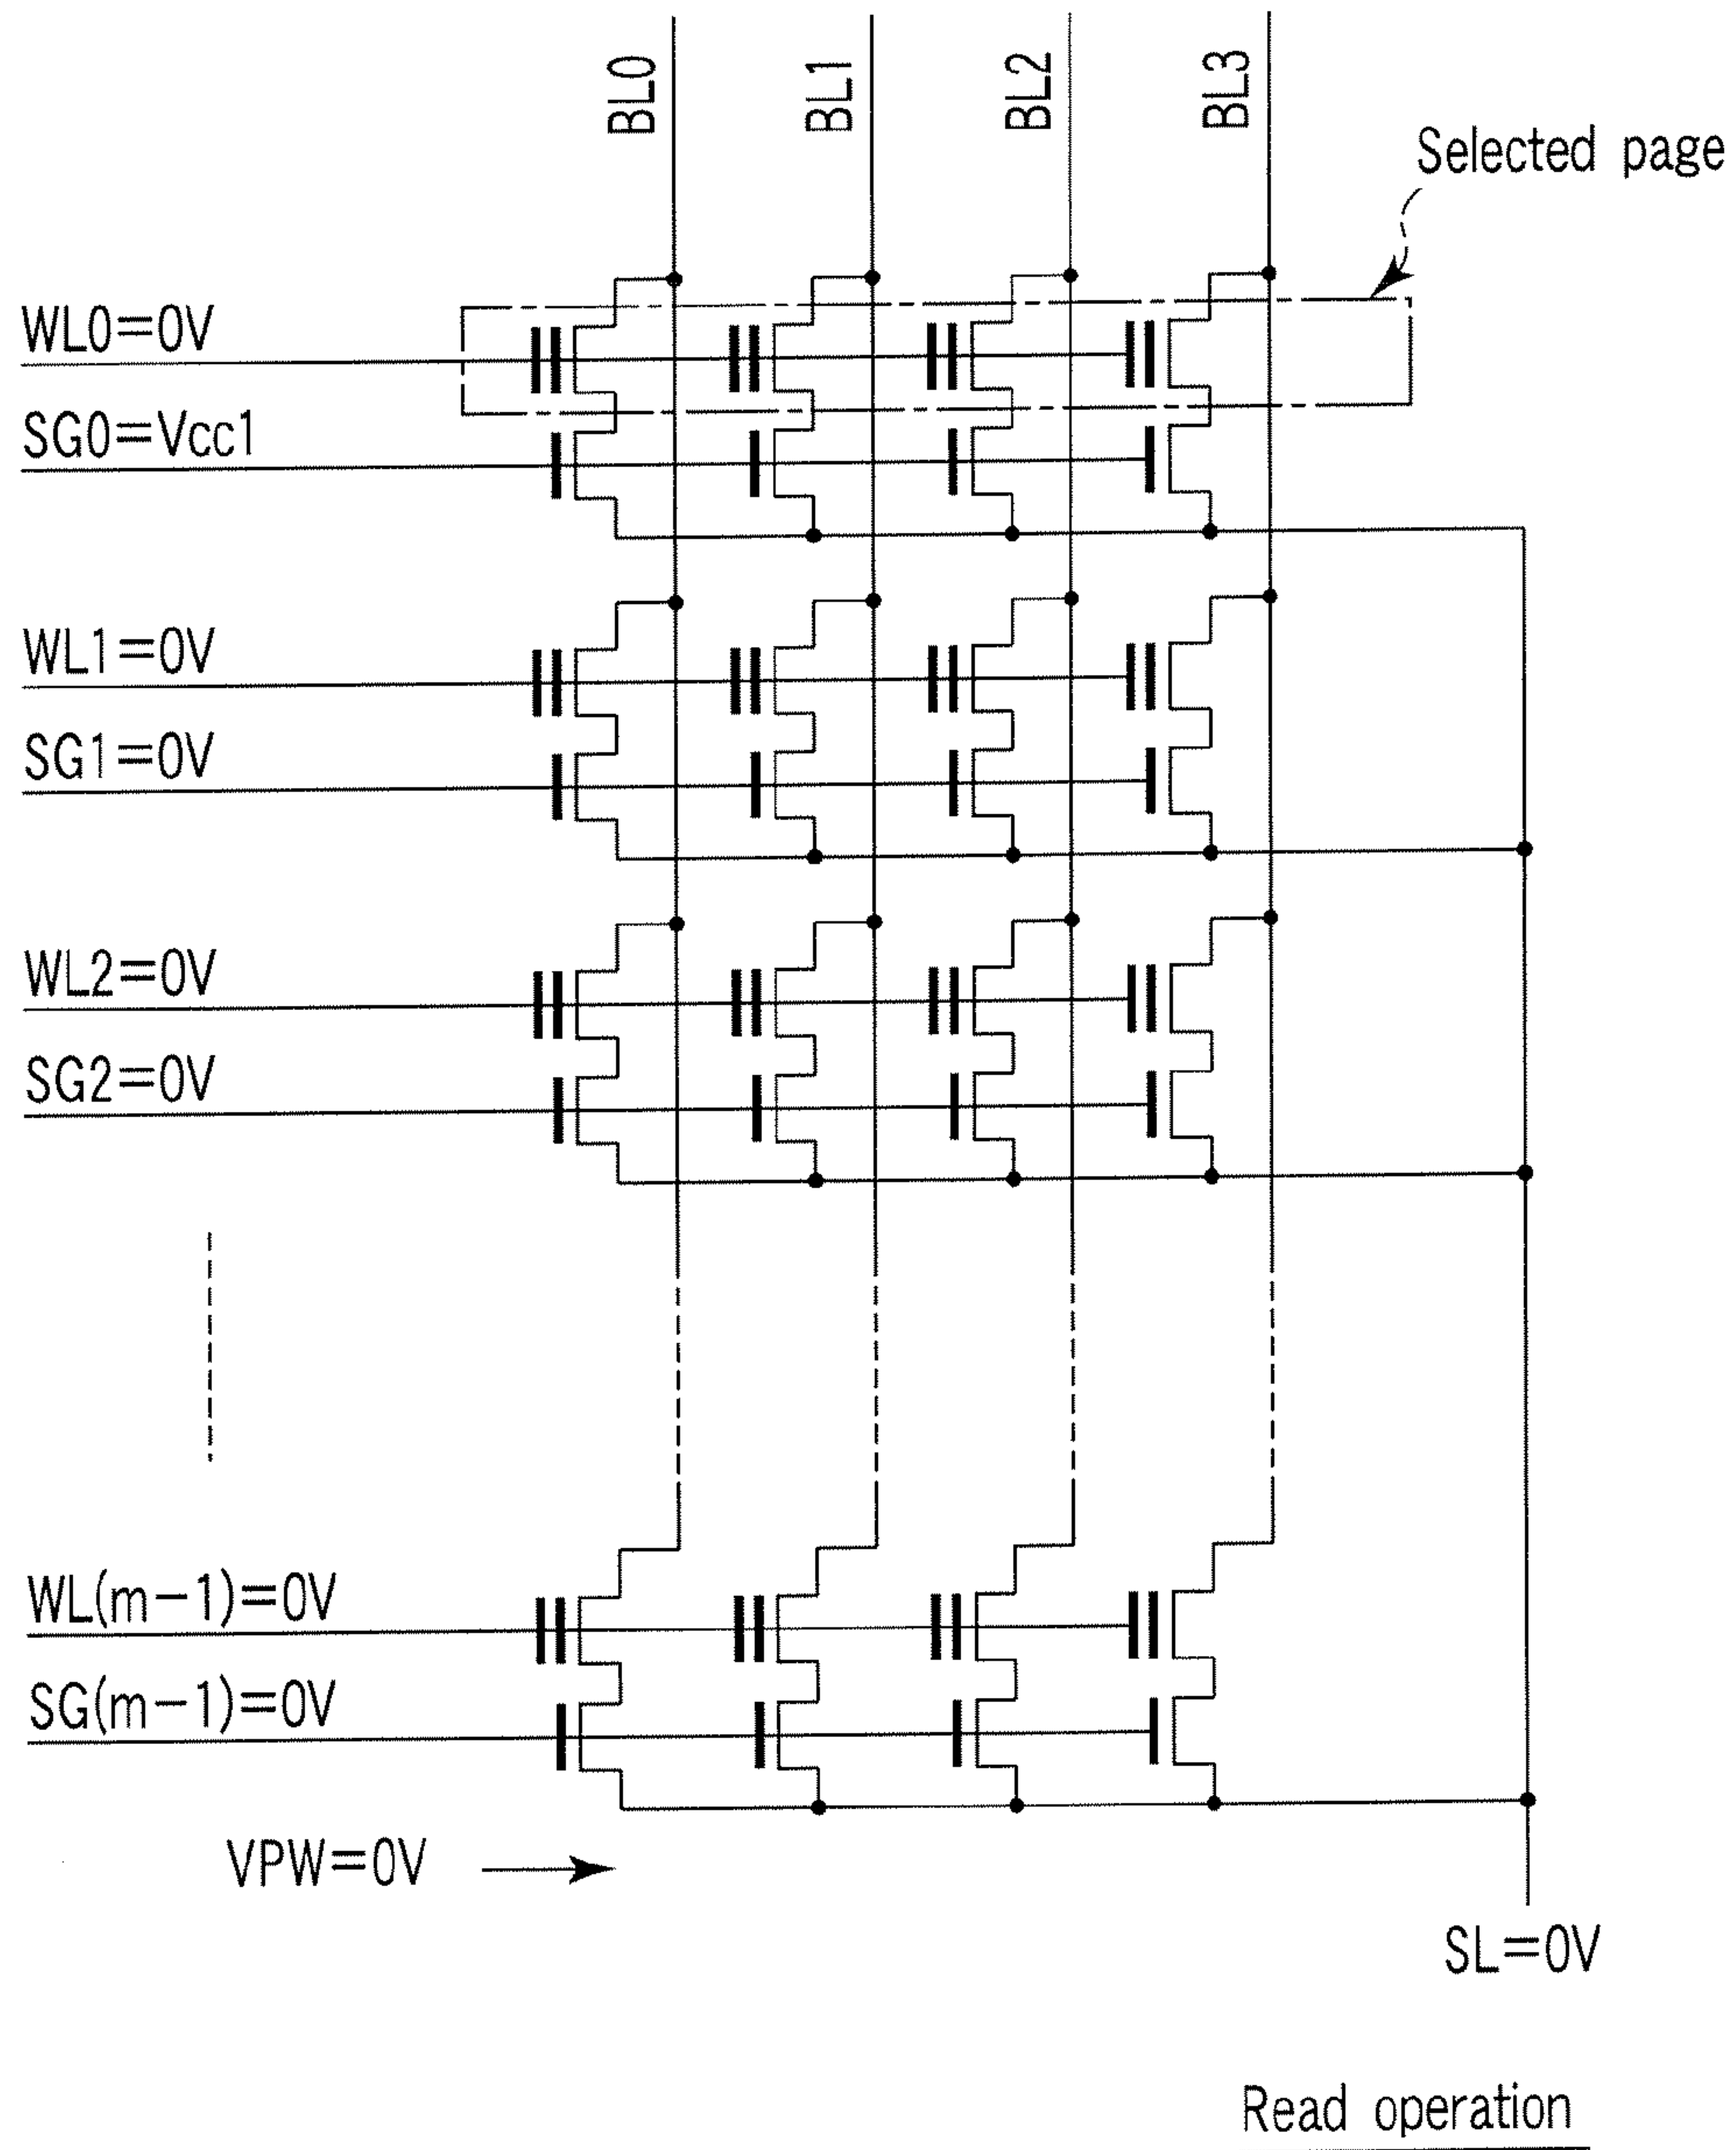 BL0
BL1
BL2
BL3
Selected page
WL0=0V
SG0=Vcc1
WL1=0V
SG1=0V
WL2=0V
SG2=0V
WL(m-1)=0V
SG(m-1)=0V
VPW=0V
SL=0V
Read operation